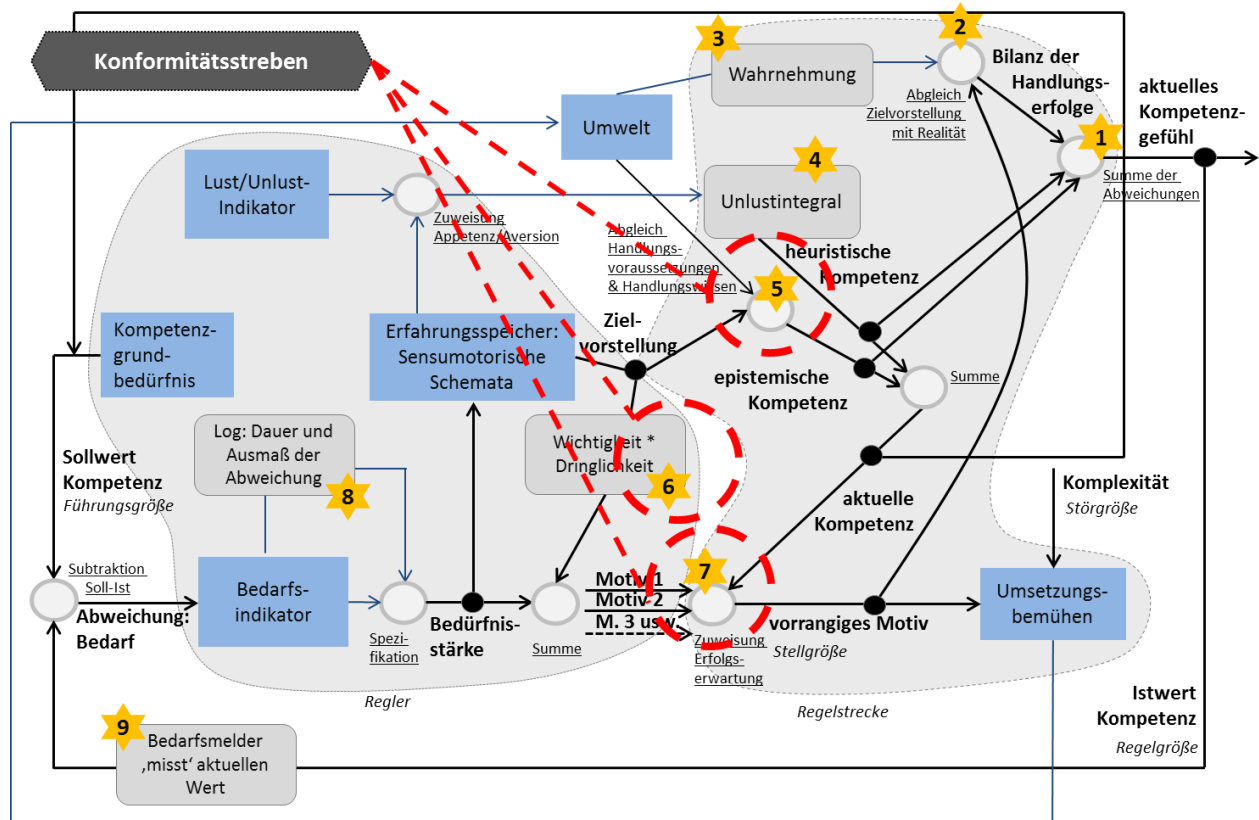 Konformitätsstreben
3
Wahrnehmung
2
Bilanz der
Handlungs-
erfolge
Abgleich
Zielvorstellung
mit Realität
aktuelles
Kompetenz-
gefühl
1
Summe der
Abweichungen
Umwelt
4
Unlustintegral
Lust/Unlust-
Indikator
Zuweisung
Appetenz/Aversion
Abgleich
Handlungs-
voraussetzungen
& Handlungswissen
heuristische
Kompetenz
5
Kompetenz-
grund-
bedürfnis
Erfahrungsspeicher:
Sensumotorische
Schemata
Ziel-
vorstellung
epistemische
Kompetenz
Summe
Log: Dauer und
Ausmaß der
Abweichung
8
Wichtigkeit *
Dringlichkeit
6
Sollwert
Kompetenz
Führungsgröße
aktuelle
Kompetenz
Komplexität
Störgröße
Subtraktion
Soll-Ist
Abweichung:
Bedarf
Bedarfs-
indikator
Spezi-
fikation
Bedürfnis-
stärke
Summe
Motiv 1
Motiv 2
M. 3 usw.
7
Zuweisung
Erfolgs-
erwartung
vorrangiges Motiv
Stellgröße
Umsetzungs-
bemühen
Regler
Regelstrecke
Istwert
Kompetenz
Regelgröße
9
Bedarfsmelder
‚misst‘ aktuellen
Wert